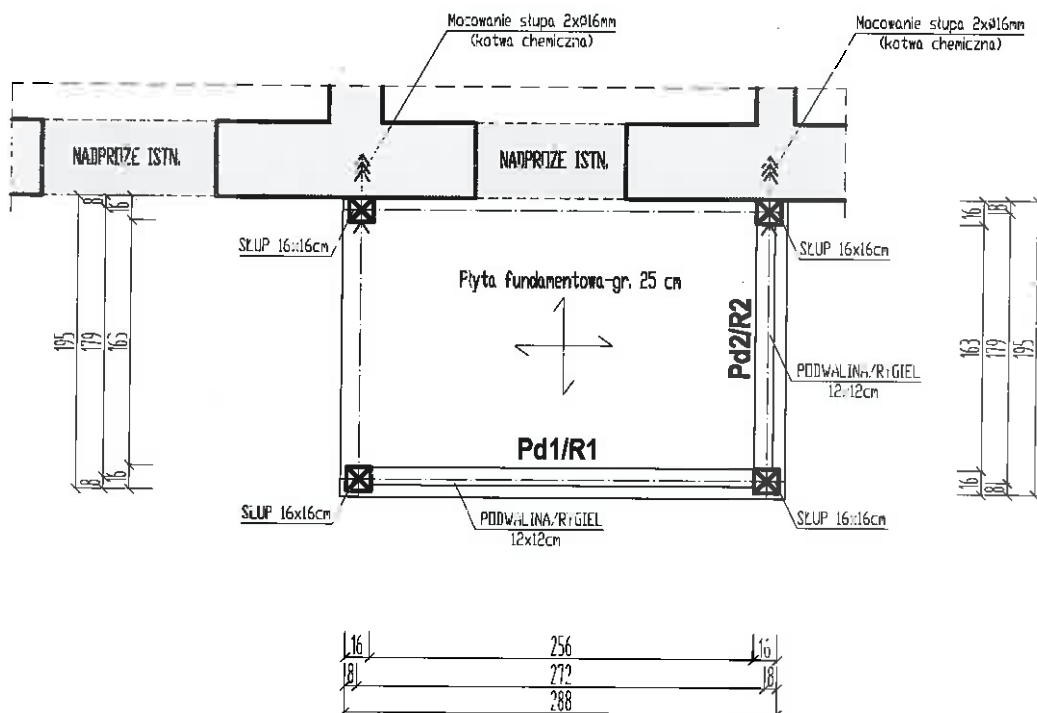 Mocowanie słupa 2xø16mm
(kotwa chemiczna)
Mocowanie słupa 2xø16mm
(kotwa chemiczna)
NADPROŻE ISTN.
NADPROŻE ISTN.
SŁUP 16x16cm
SŁUP 16x16cm
Płyta fundamentowa-gr. 25 cm
Pd2/R2
PODWALINA/RYGIEL
12x12cm
Pd1/R1
SŁUP 16x16cm
PODWALINA/RYGIEL
12x12cm
SŁUP 16x16cm
195
8
179
8
16
163
16
16
163
16
8
179
8
195
16
256
16
8
272
8
288